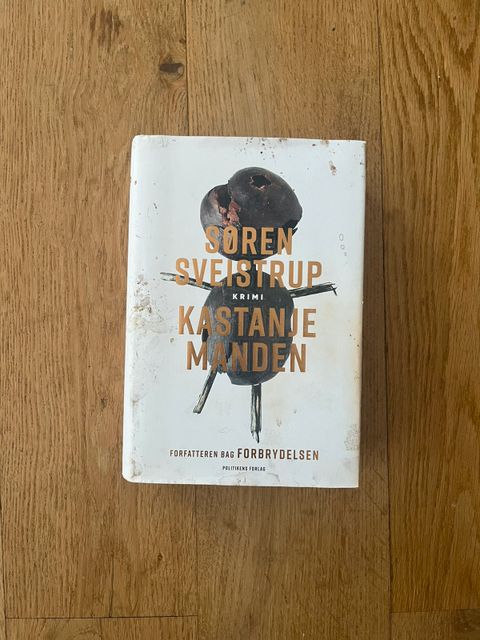 SØREN
SVEISTRUP
KRIMI
KASTANJE
MANDEN
FORFATTEREN BAG FORBRYDELSEN
POLITIKENS FORLAG